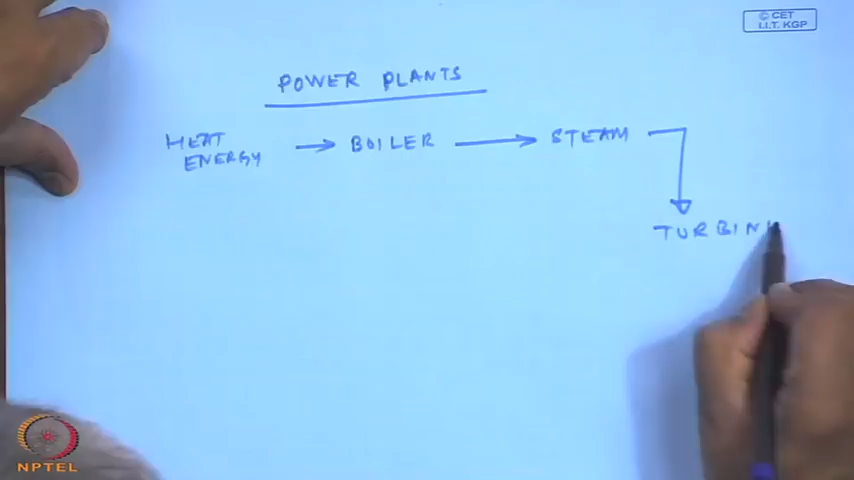 © CET
I.I.T. KGP
POWER PLANTS
HEAT → BOILER → STEAM
ENERGY
NPTEL